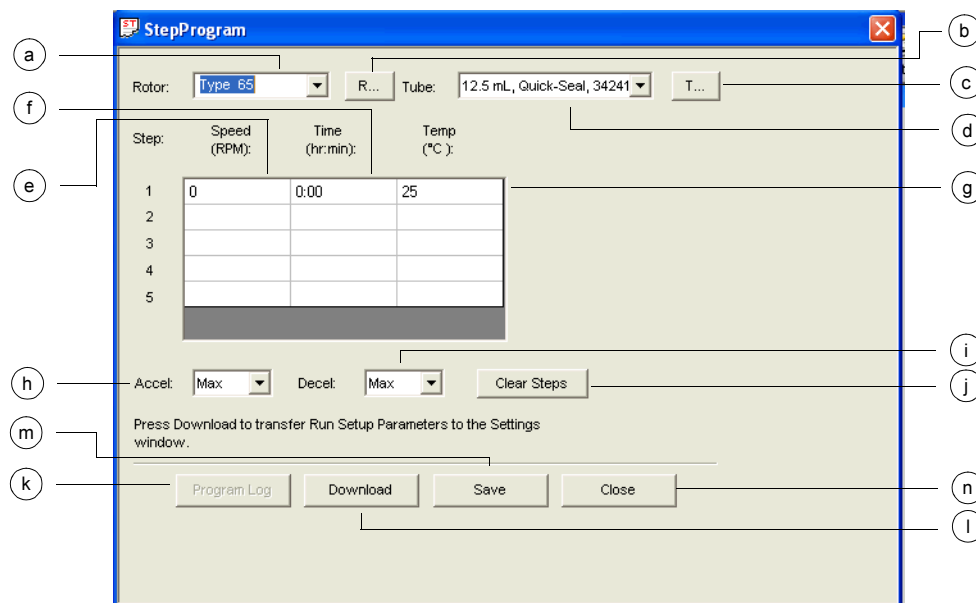 StepProgram
a
b
Rotor: Type 65 R... Tube: 12.5 mL, Quick-Seal, 34241 T...
c
f
d
Step: Speed (RPM): Time (hr:min): Temp (°C ):
e
1 0 0:00 25
g
2
3
4
5
i
h
Accel: Max Decel: Max Clear Steps
j
Press Download to transfer Run Setup Parameters to the Settings
window.
m
k
Program Log Download Save Close
n
l